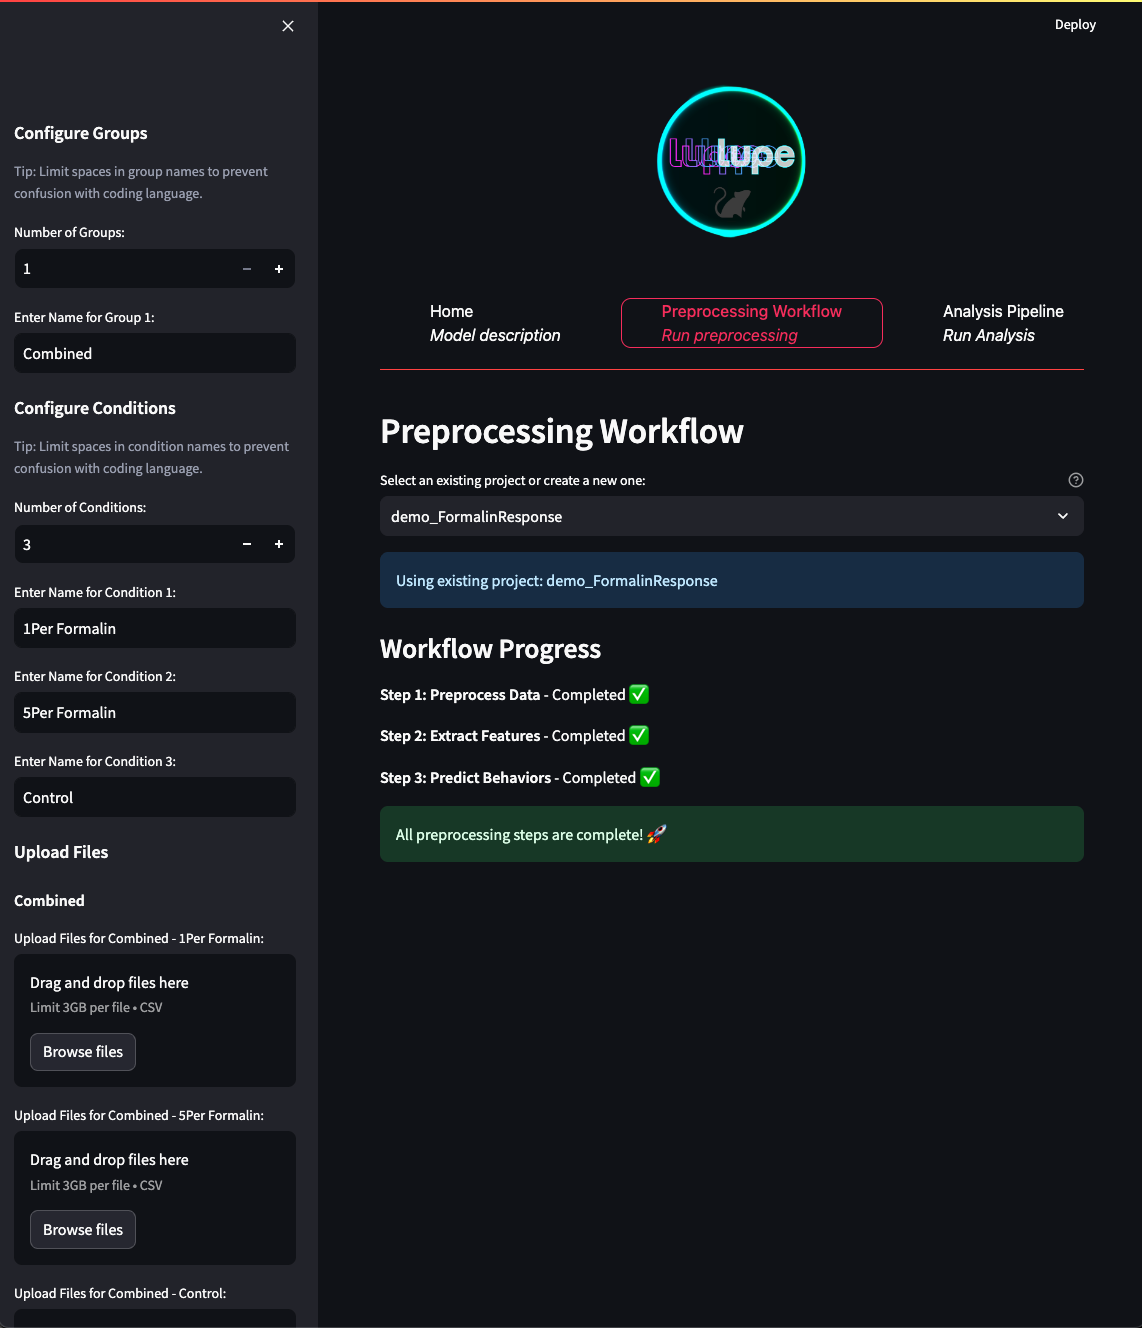 Deploy
Configure Groups
Tip: Limit spaces in group names to prevent
confusion with coding language.
Number of Groups:
1
Enter Name for Group 1:
Combined
Configure Conditions
Tip: Limit spaces in condition names to prevent
confusion with coding language.
Number of Conditions:
3
Enter Name for Condition 1:
1Per Formalin
Enter Name for Condition 2:
5Per Formalin
Enter Name for Condition 3:
Control
Upload Files
Combined
Upload Files for Combined - 1Per Formalin:
Drag and drop files here
Limit 3GB per file • CSV
Browse files
Upload Files for Combined - 5Per Formalin:
Drag and drop files here
Limit 3GB per file • CSV
Browse files
Upload Files for Combined - Control:
lupe
Home
Model description
Preprocessing Workflow
Run preprocessing
Analysis Pipeline
Run Analysis
Preprocessing Workflow
Select an existing project or create a new one:
demo_FormalinResponse
Using existing project: demo_FormalinResponse
Workflow Progress
Step 1: Preprocess Data - Completed ✅
Step 2: Extract Features - Completed ✅
Step 3: Predict Behaviors - Completed ✅
All preprocessing steps are complete! 🚀